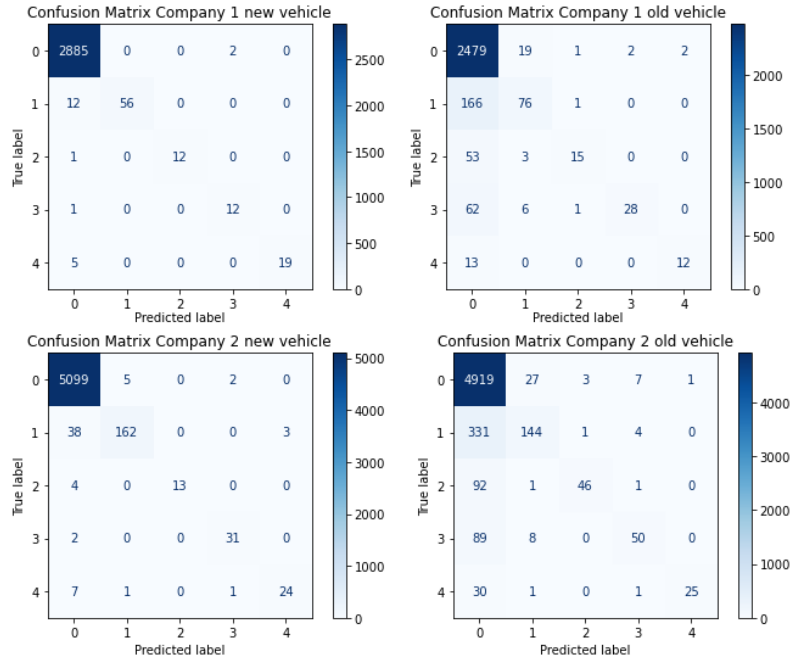 Confusion Matrix Company 1 new vehicle
0 2885 0 0 2 0
1 12 56 0 0 0
2 1 0 12 0 0
3 1 0 0 12 0
4 5 0 0 0 19
0 1 2 3 4
Predicted label
True label
2500
2000
1500
1000
500
0
Confusion Matrix Company 1 old vehicle
0 2479 19 1 2 2
1 166 76 1 0 0
2 53 3 15 0 0
3 62 6 1 28 0
4 13 0 0 0 12
0 1 2 3 4
Predicted label
True label
2000
1500
1000
500
0
Confusion Matrix Company 2 new vehicle
0 5099 5 0 2 0
1 38 162 0 0 3
2 4 0 13 0 0
3 2 0 0 31 0
4 7 1 0 1 24
0 1 2 3 4
Predicted label
True label
5000
4000
3000
2000
1000
0
Confusion Matrix Company 2 old vehicle
0 4919 27 3 7 1
1 331 144 1 4 0
2 92 1 46 1 0
3 89 8 0 50 0
4 30 1 0 1 25
0 1 2 3 4
Predicted label
True label
4000
3000
2000
1000
0